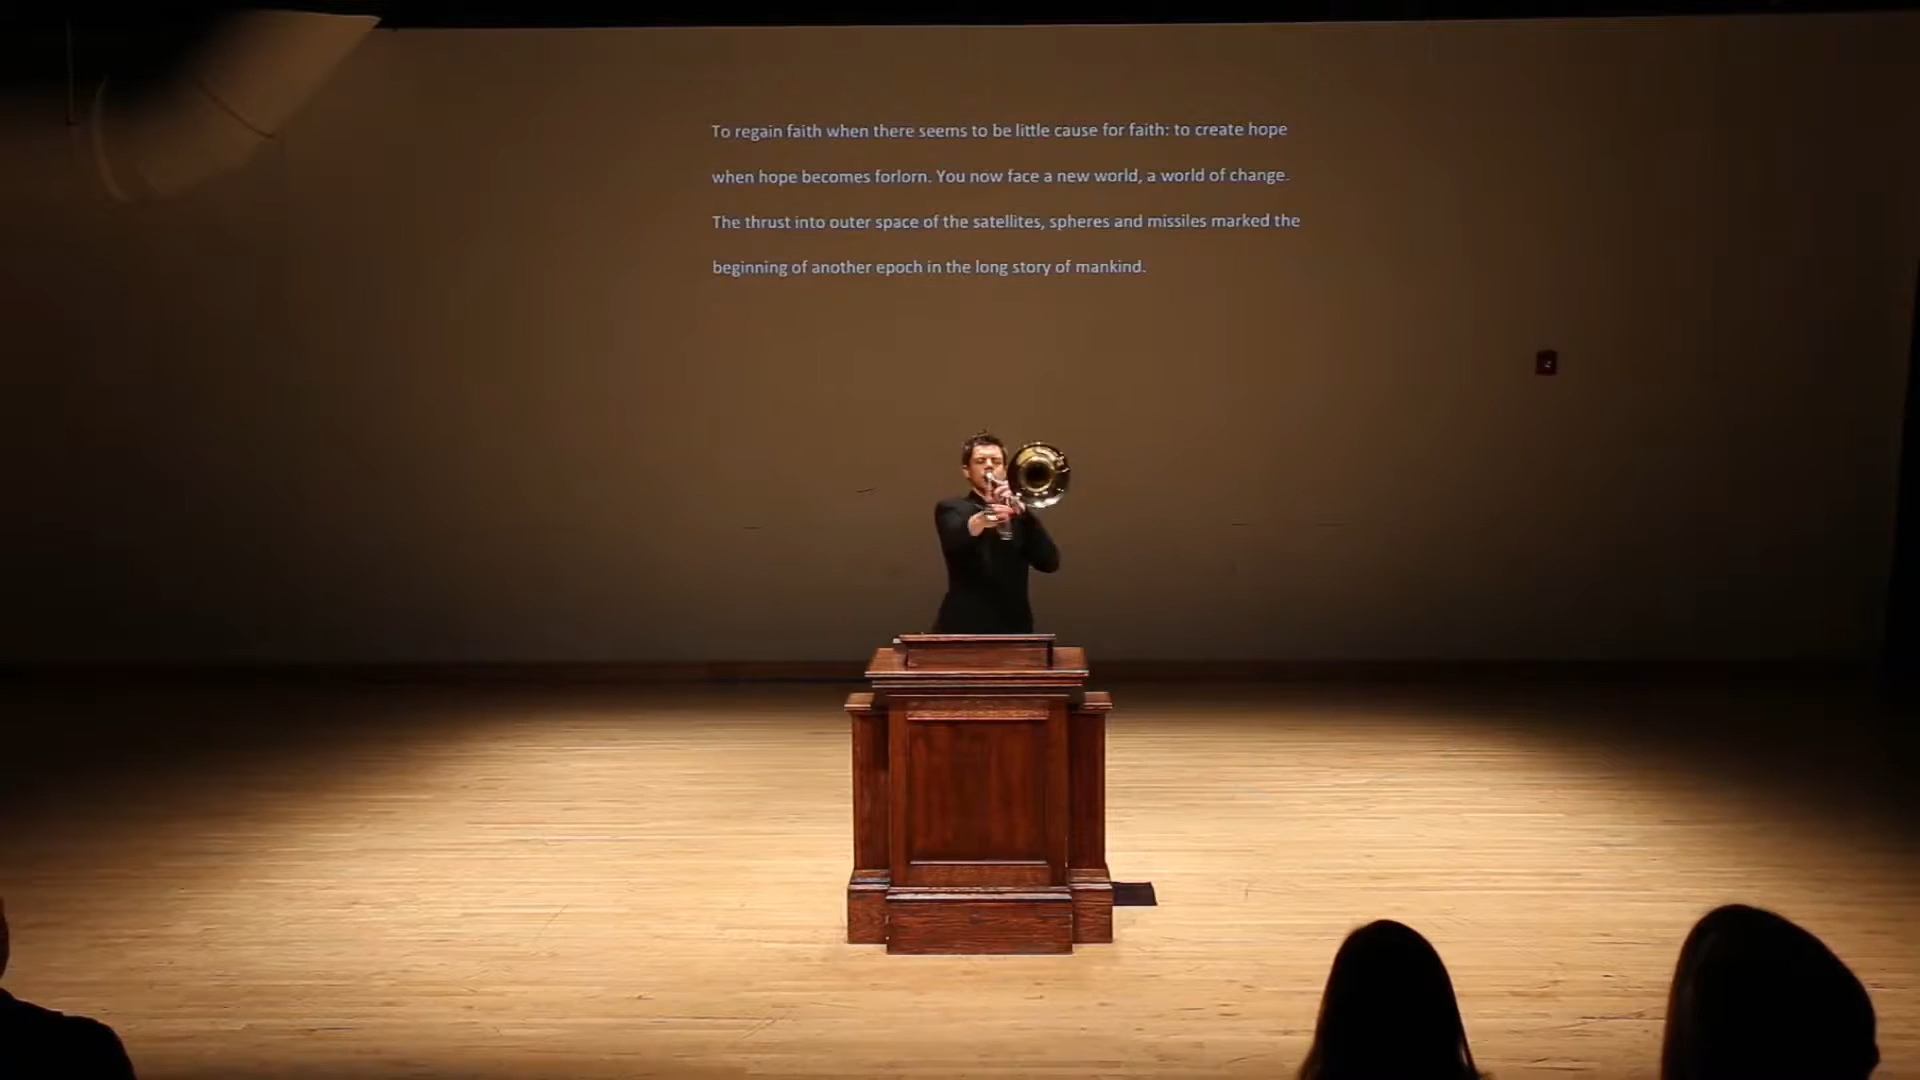 To regain faith when there seems to be little cause for faith: to create hope
when hope becomes forlorn. You now face a new world, a world of change.
The thrust into outer space of the satellites, spheres and missiles marked the
beginning of another epoch in the long story of mankind.